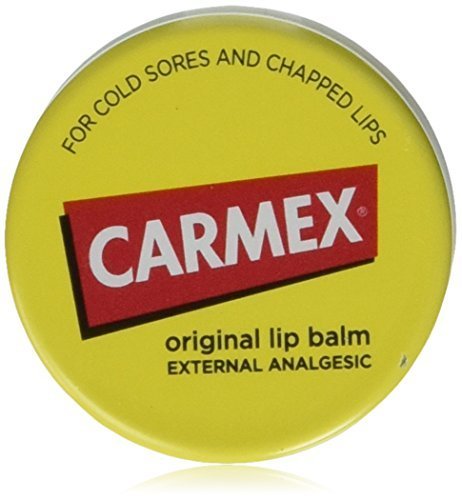 FOR COLD SORES AND CHAPPED LIPS
CARMEX®
original lip balm
EXTERNAL ANALGESIC